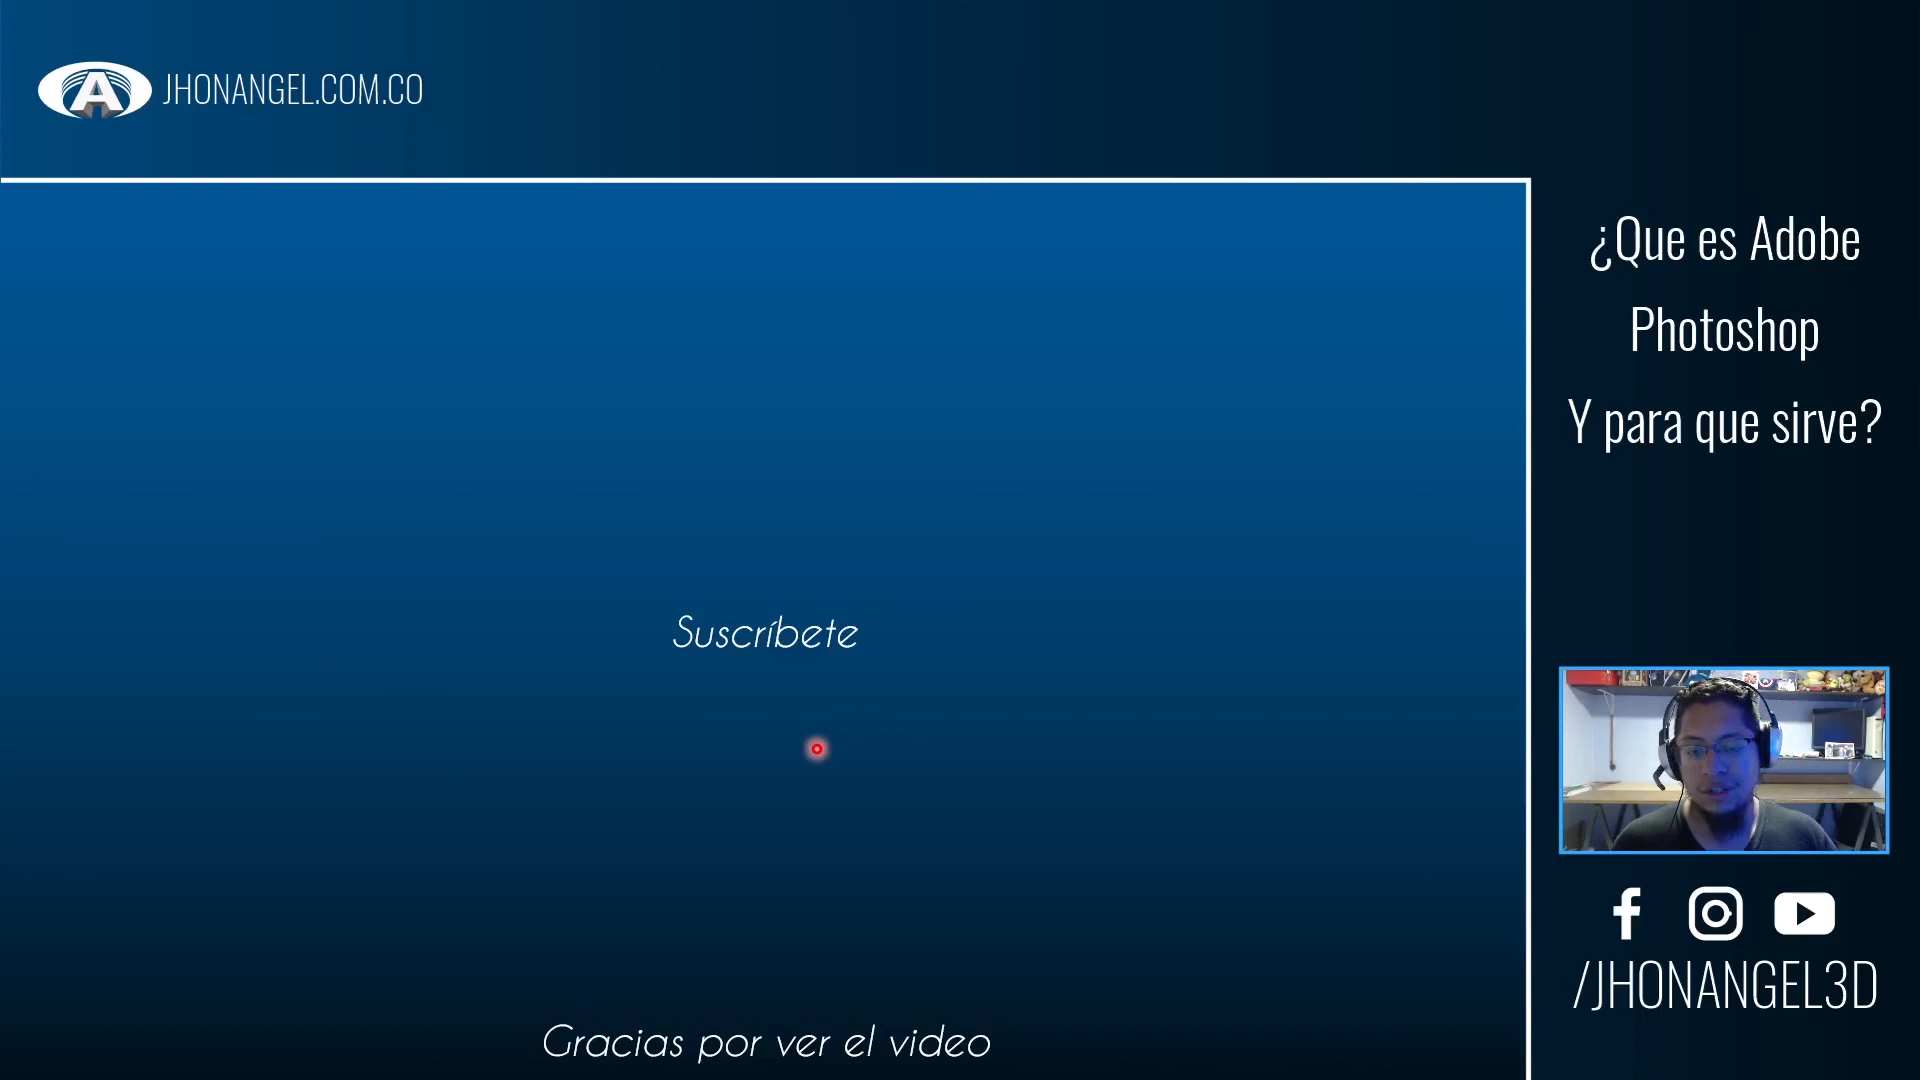 JHONANGEL.COM.CO
¿Que es Adobe
Photoshop
Y para que sirve?
Suscríbete
Gracias por ver el video
/JHONANGEL3D